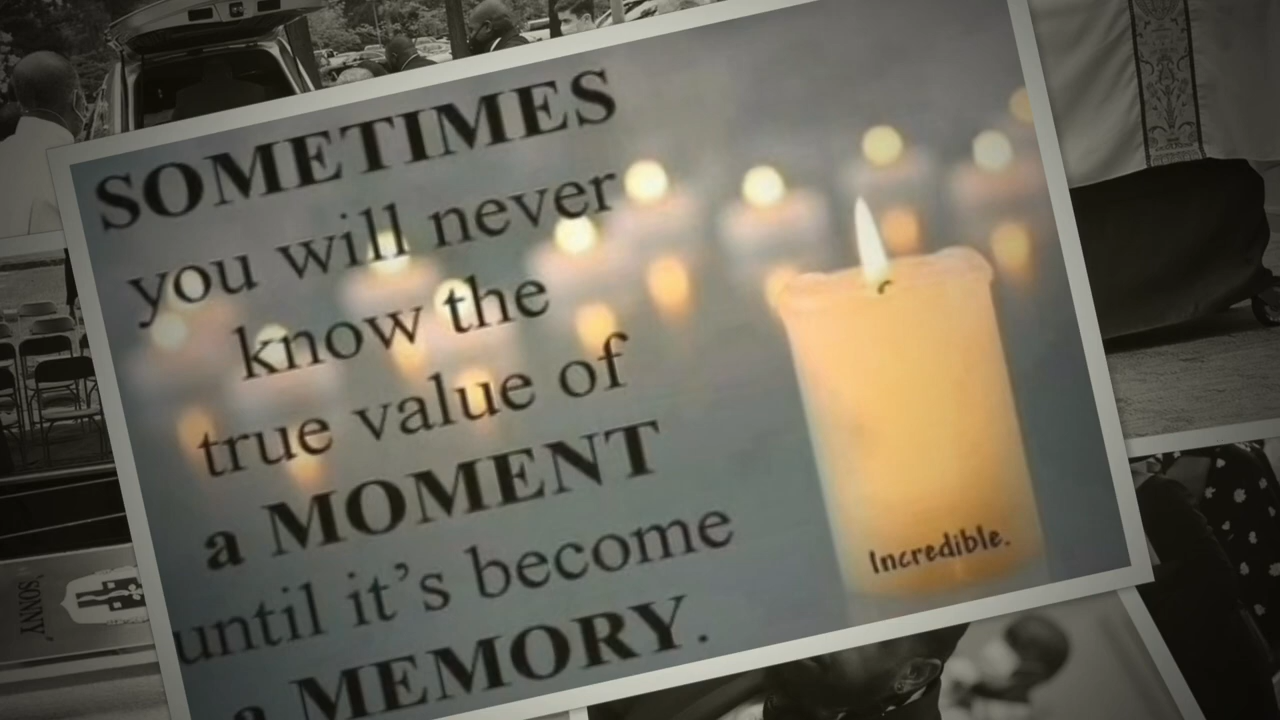 SOMETIMES
you will never
know the
true value of
a MOMENT
until it's become
a MEMORY.
Incredible.
"SONNY"